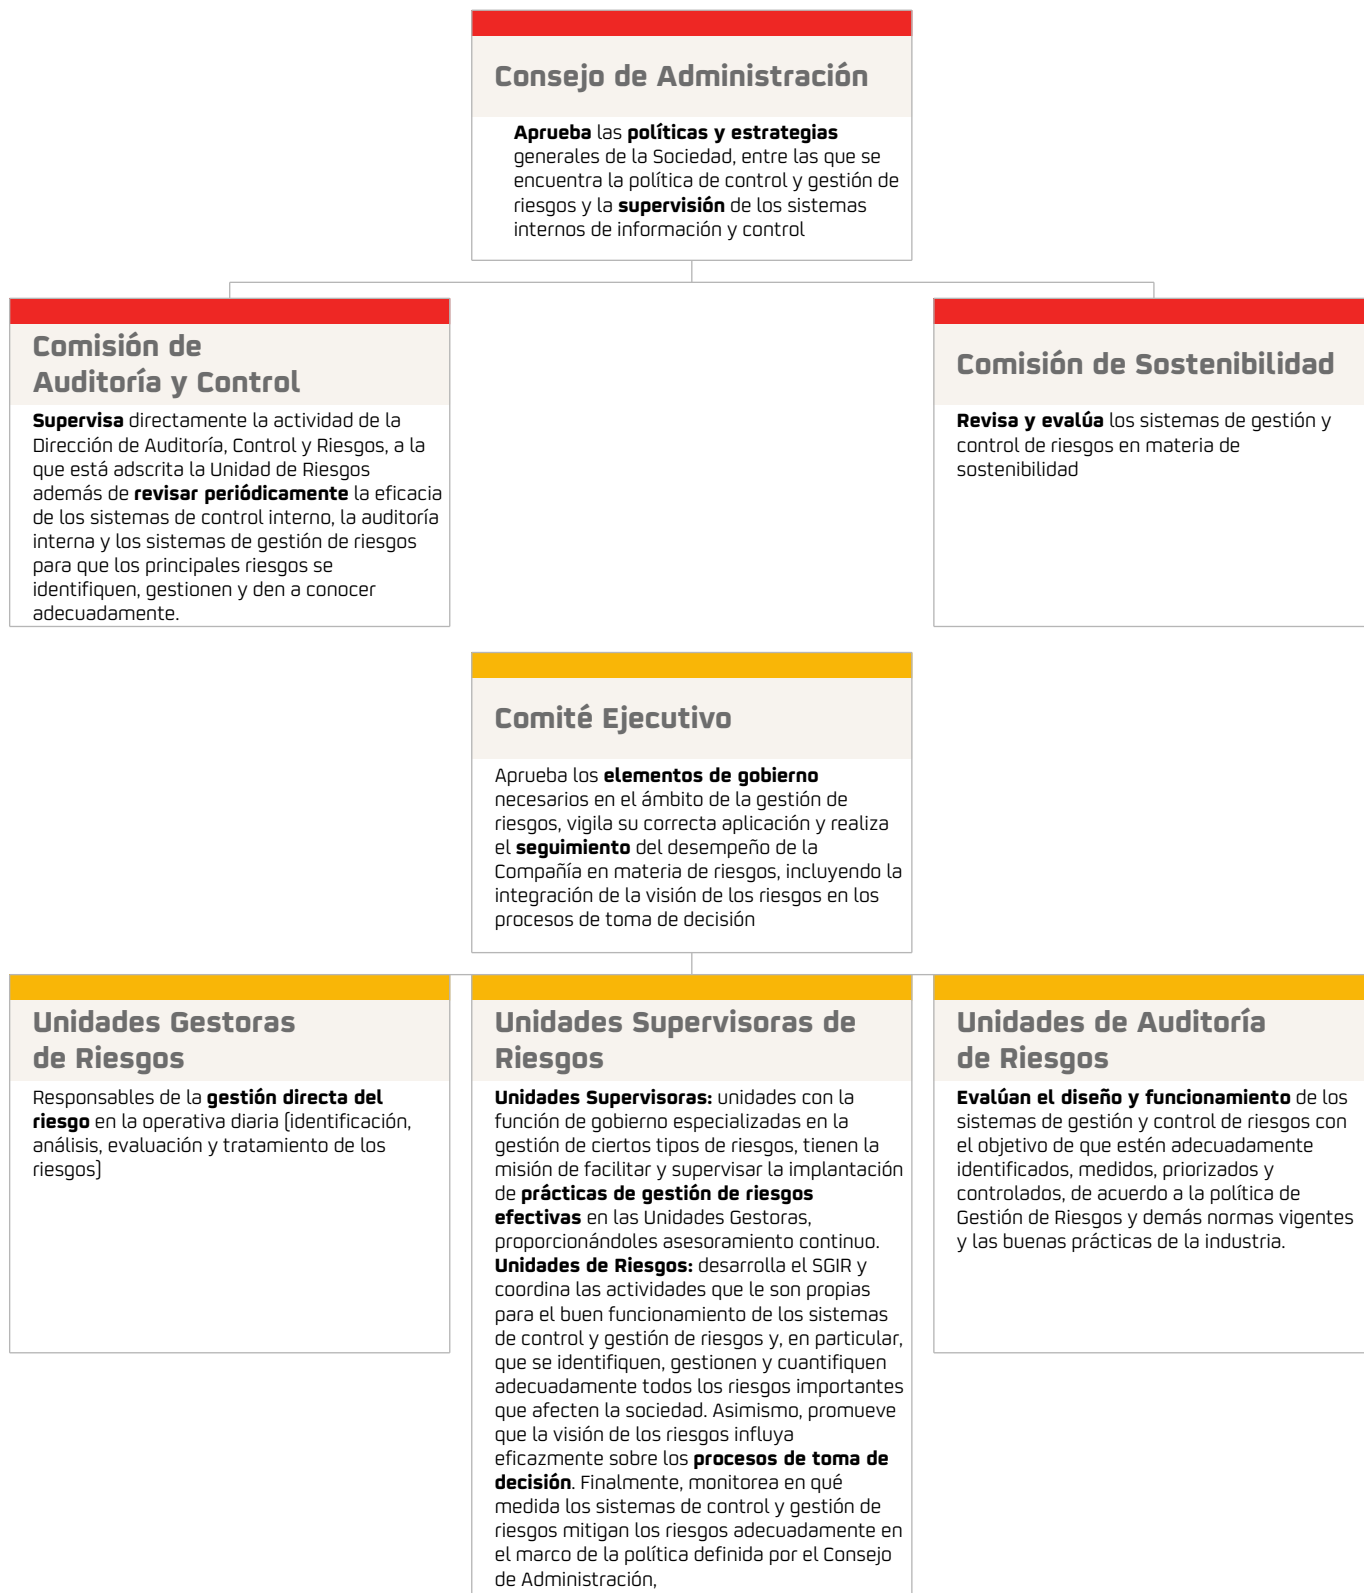 Consejo de Administración
Aprueba las políticas y estrategias
generales de la Sociedad, entre las que se
encuentra la política de control y gestión de
riesgos y la supervisión de los sistemas
internos de información y control
Comisión de
Auditoría y Control
Supervisa directamente la actividad de la
Dirección de Auditoría, Control y Riesgos, a la
que está adscrita la Unidad de Riesgos
además de revisar periódicamente la eficacia
de los sistemas de control interno, la auditoría
interna y los sistemas de gestión de riesgos
para que los principales riesgos se
identifiquen, gestionen y den a conocer
adecuadamente.
Comisión de Sostenibilidad
Revisa y evalúa los sistemas de gestión y
control de riesgos en materia de
sostenibilidad
Comité Ejecutivo
Aprueba los elementos de gobierno
necesarios en el ámbito de la gestión de
riesgos, vigila su correcta aplicación y realiza
el seguimiento del desempeño de la
Compañía en materia de riesgos, incluyendo la
integración de la visión de los riesgos en los
procesos de toma de decisión
Unidades Gestoras
de Riesgos
Responsables de la gestión directa del
riesgo en la operativa diaria (identificación,
análisis, evaluación y tratamiento de los
riesgos)
Unidades Supervisoras de
Riesgos
Unidades Supervisoras: unidades con la
función de gobierno especializadas en la
gestión de ciertos tipos de riesgos, tienen la
misión de facilitar y supervisar la implantación
de prácticas de gestión de riesgos
efectivas en las Unidades Gestoras,
proporcionándoles asesoramiento continuo.
Unidades de Riesgos: desarrolla el SGIR y
coordina las actividades que le son propias
para el buen funcionamiento de los sistemas
de control y gestión de riesgos y, en particular,
que se identifiquen, gestionen y cuantifiquen
adecuadamente todos los riesgos importantes
que afecten la sociedad. Asimismo, promueve
que la visión de los riesgos influya
eficazmente sobre los procesos de toma de
decisión. Finalmente, monitorea en qué
medida los sistemas de control y gestión de
riesgos mitigan los riesgos adecuadamente en
el marco de la política definida por el Consejo
de Administración,
Unidades de Auditoría
de Riesgos
Evalúan el diseño y funcionamiento de los
sistemas de gestión y control de riesgos con
el objetivo de que estén adecuadamente
identificados, medidos, priorizados y
controlados, de acuerdo a la política de
Gestión de Riesgos y demás normas vigentes
y las buenas prácticas de la industria.